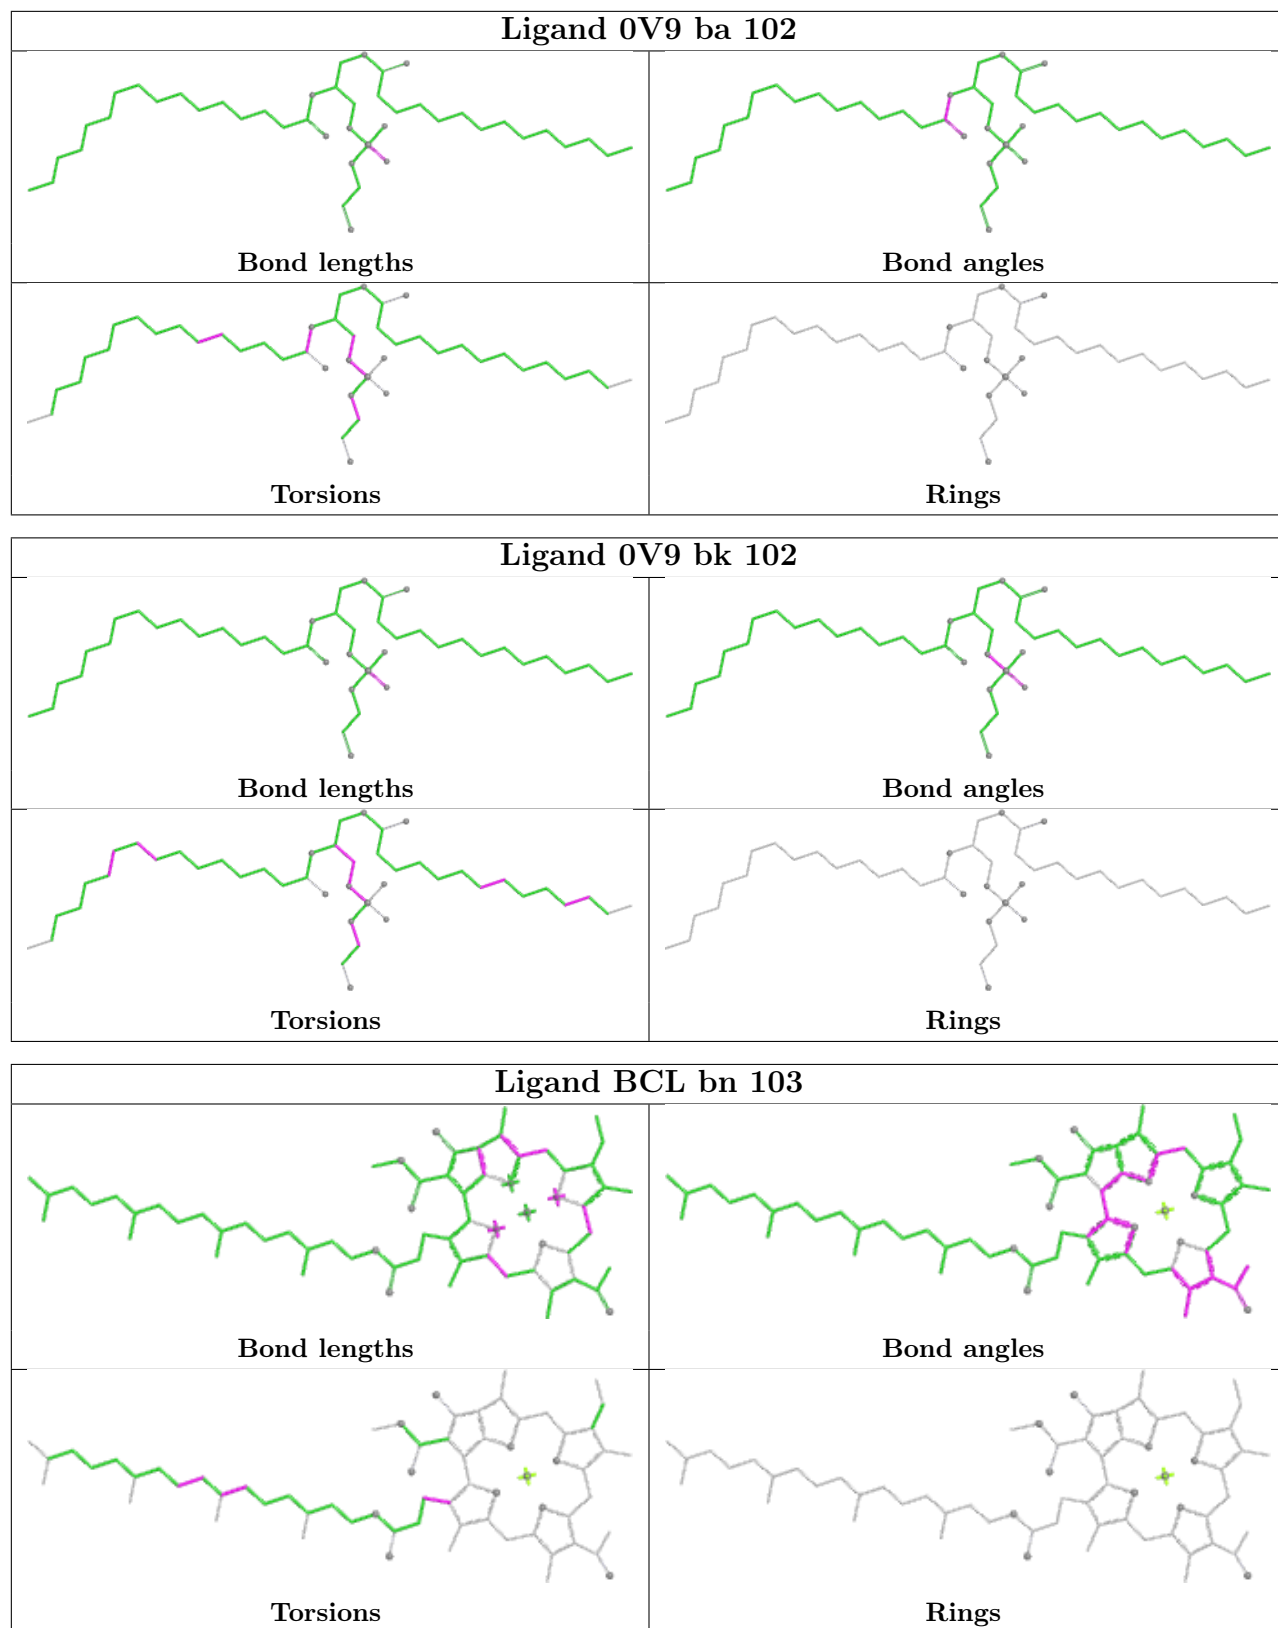 Ligand 0V9 ba 102
Bond lengths
Bond angles
Torsions
Rings
Ligand 0V9 bk 102
Bond lengths
Bond angles
Torsions
Rings
Ligand BCL bn 103
Bond lengths
Bond angles
Torsions
Rings